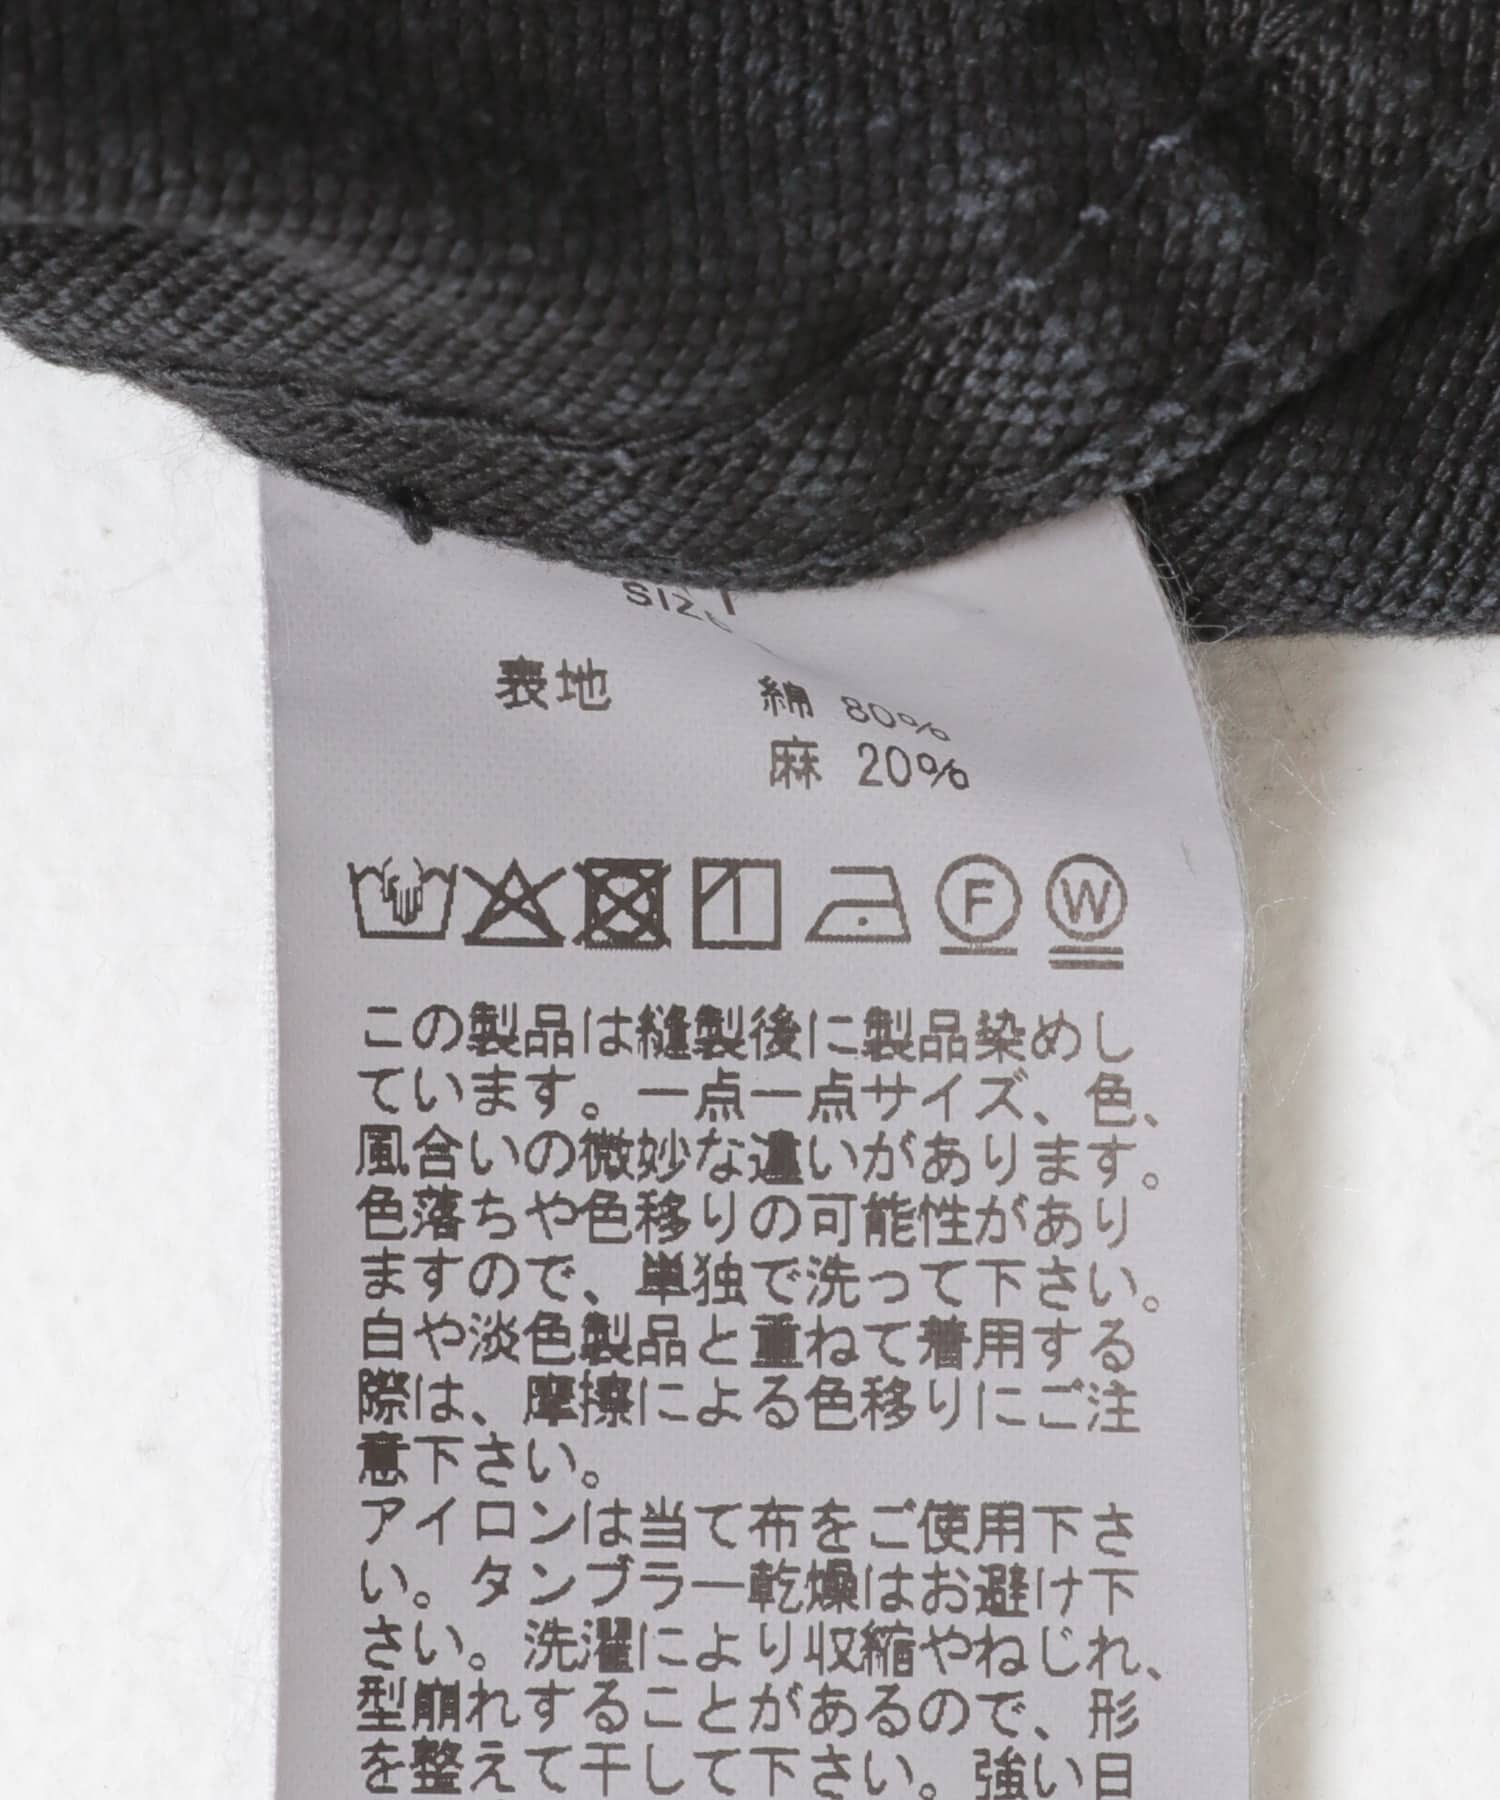 表地 綿 80%
麻 20%
F W
この製品は縫製後に製品染めし
ています。一点一点サイズ、色、
風合いの微妙な違いがあります。
色落ちや色移りの可能性があり
ますので、単独で洗って下さい。
白や淡色製品と重ねて着用する
際は、摩擦による色移りにご注
意下さい。
アイロンは当て布をご使用下さ
い。タンブラー乾燥はお避け下
さい。洗濯により収縮やねじれ、
型崩れすることがあるので、形
を整えて干して下さい。強い日